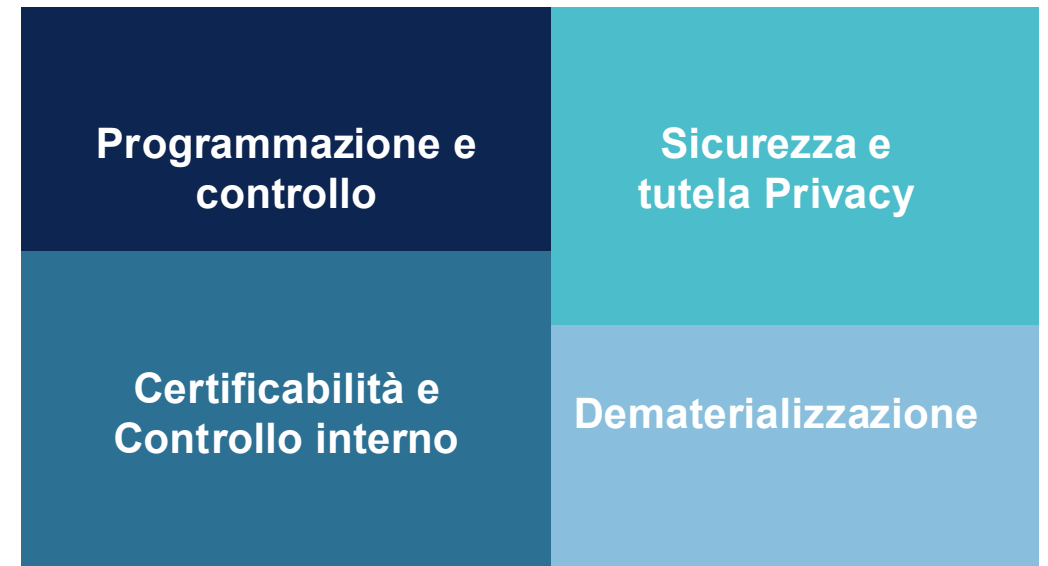 Programmazione e
controllo
Sicurezza e
tutela Privacy
Certificabilità e
Controllo interno
Dematerializzazione